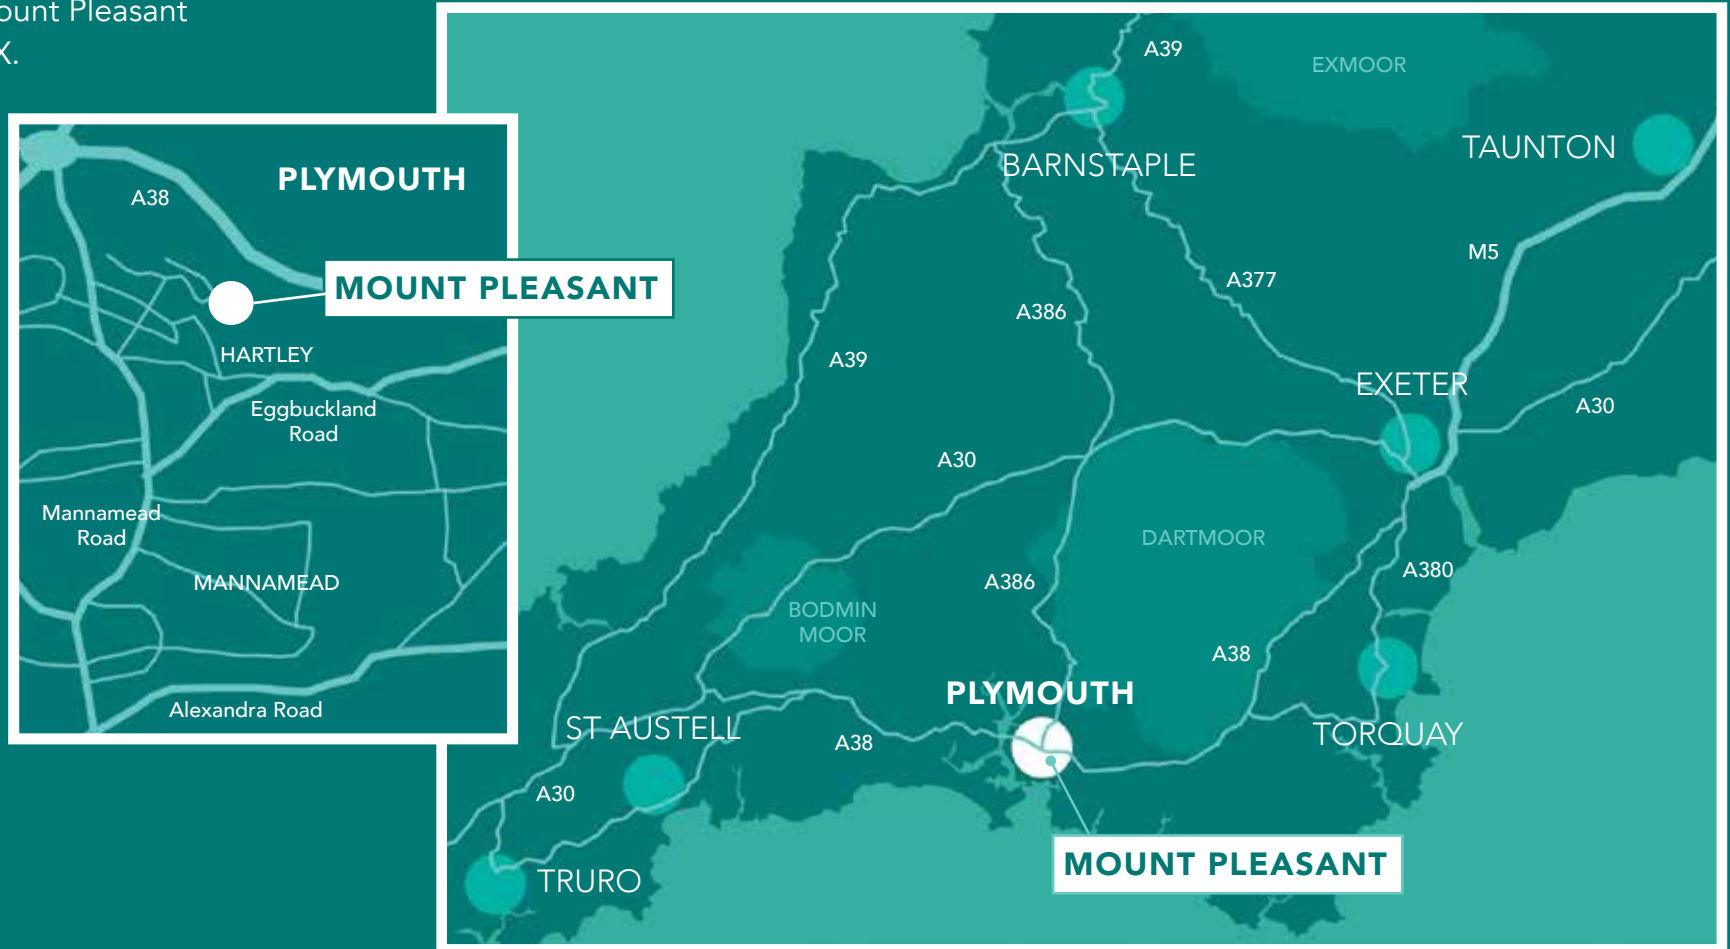 Mount Pleasant
X.
PLYMOUTH
A38
MOUNT PLEASANT
HARTLEY
Eggbuckland
Road
Mannamead
Road
MANNAMEAD
Alexandra Road
A39
EXMOOR
TAUNTON
BARNSTAPLE
M5
A377
A386
A39
EXETER
A30
A30
DARTMOOR
A380
A386
BODMIN
MOOR
A38
PLYMOUTH
ST AUSTELL
TORQUAY
A38
A30
MOUNT PLEASANT
TRURO